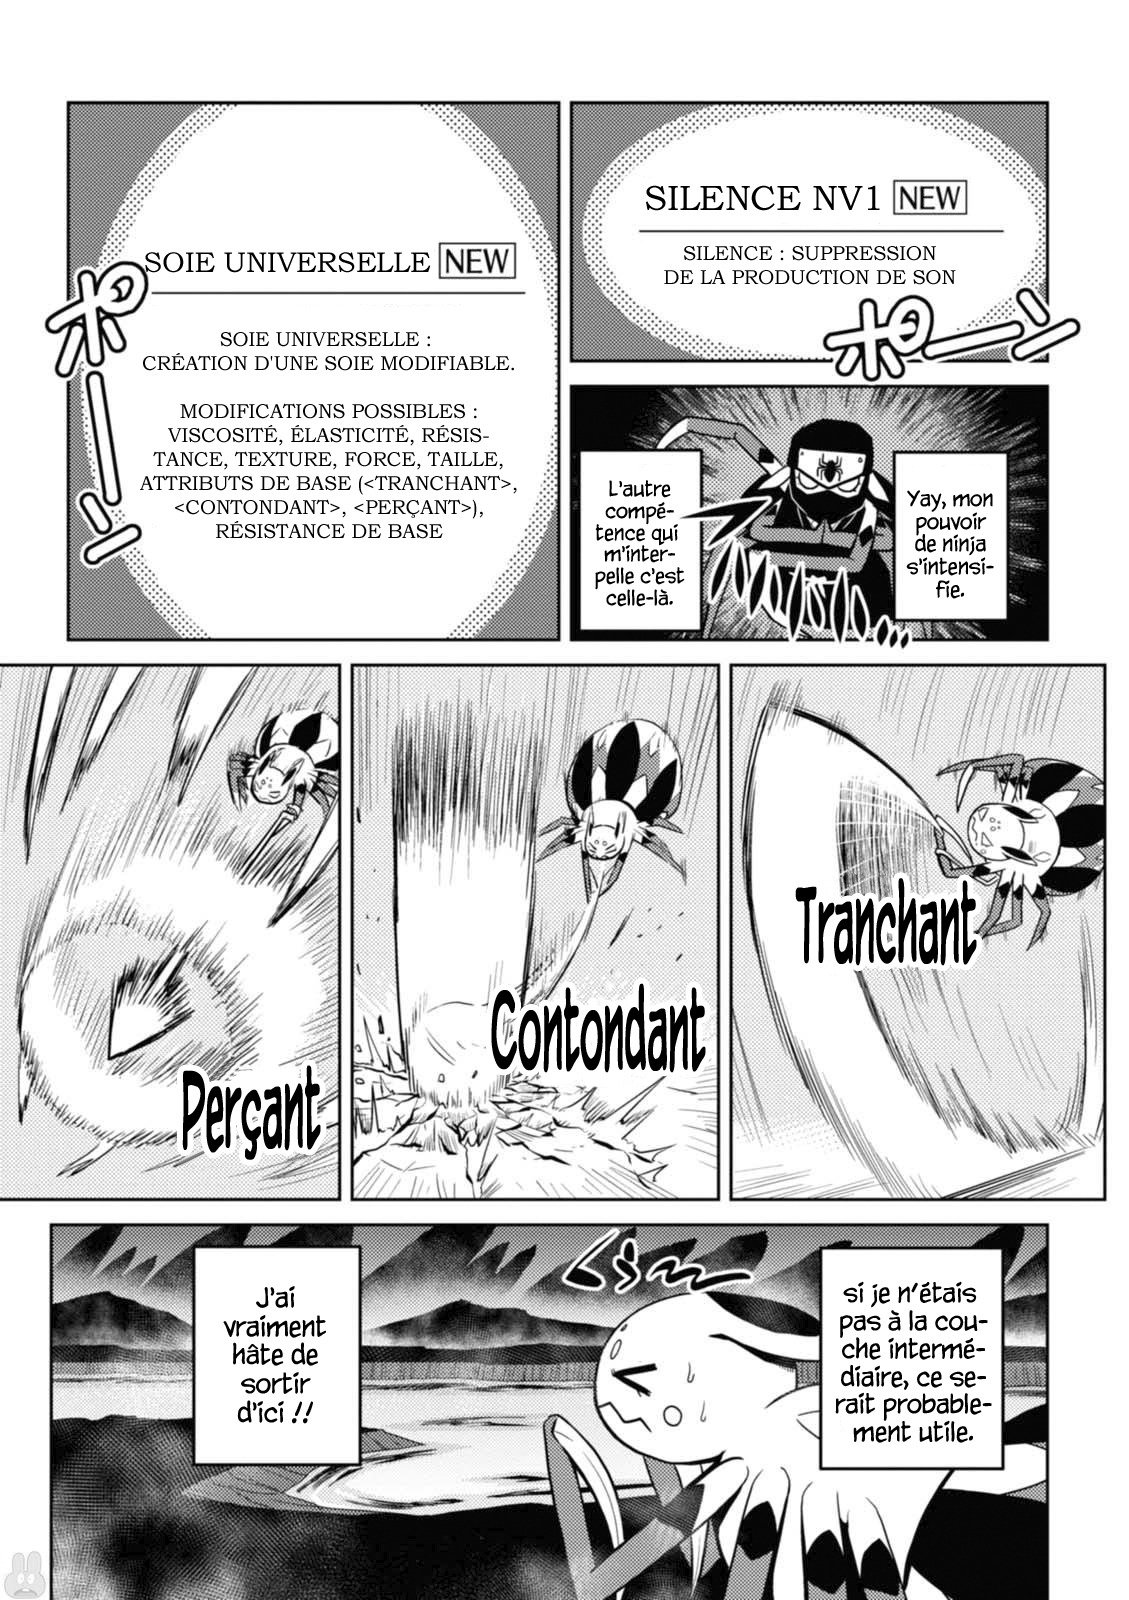 SILENCE NV1 NEW
SILENCE : SUPPRESSION
DE LA PRODUCTION DE SON
ポーン
SOIE UNIVERSELLE NEW
SOIE UNIVERSELLE :
CRÉATION D'UNE SOIE MODIFIABLE.
MODIFICATIONS POSSIBLES :
VISCOSITÉ, ÉLASTICITÉ, RÉSIS-
TANCE, TEXTURE, FORCE, TAILLE,
ATTRIBUTS DE BASE (<TRANCHANT>,
<CONTONDANT>, <PERÇANT>),
RÉSISTANCE DE BASE
ポーン
Yay, mon
pouvoir
de ninja
s'intensi-
fie.
L'autre
compé-
tence qui
m'inter-
pelle c'est
celle-là.
Tranchant
Contondant
Perçant
si je n'étais
pas à la cou-
che intermé-
diaire, ce se-
rait probable-
ment utile.
J'ai
vraiment
hâte de
sortir
d'ici !!